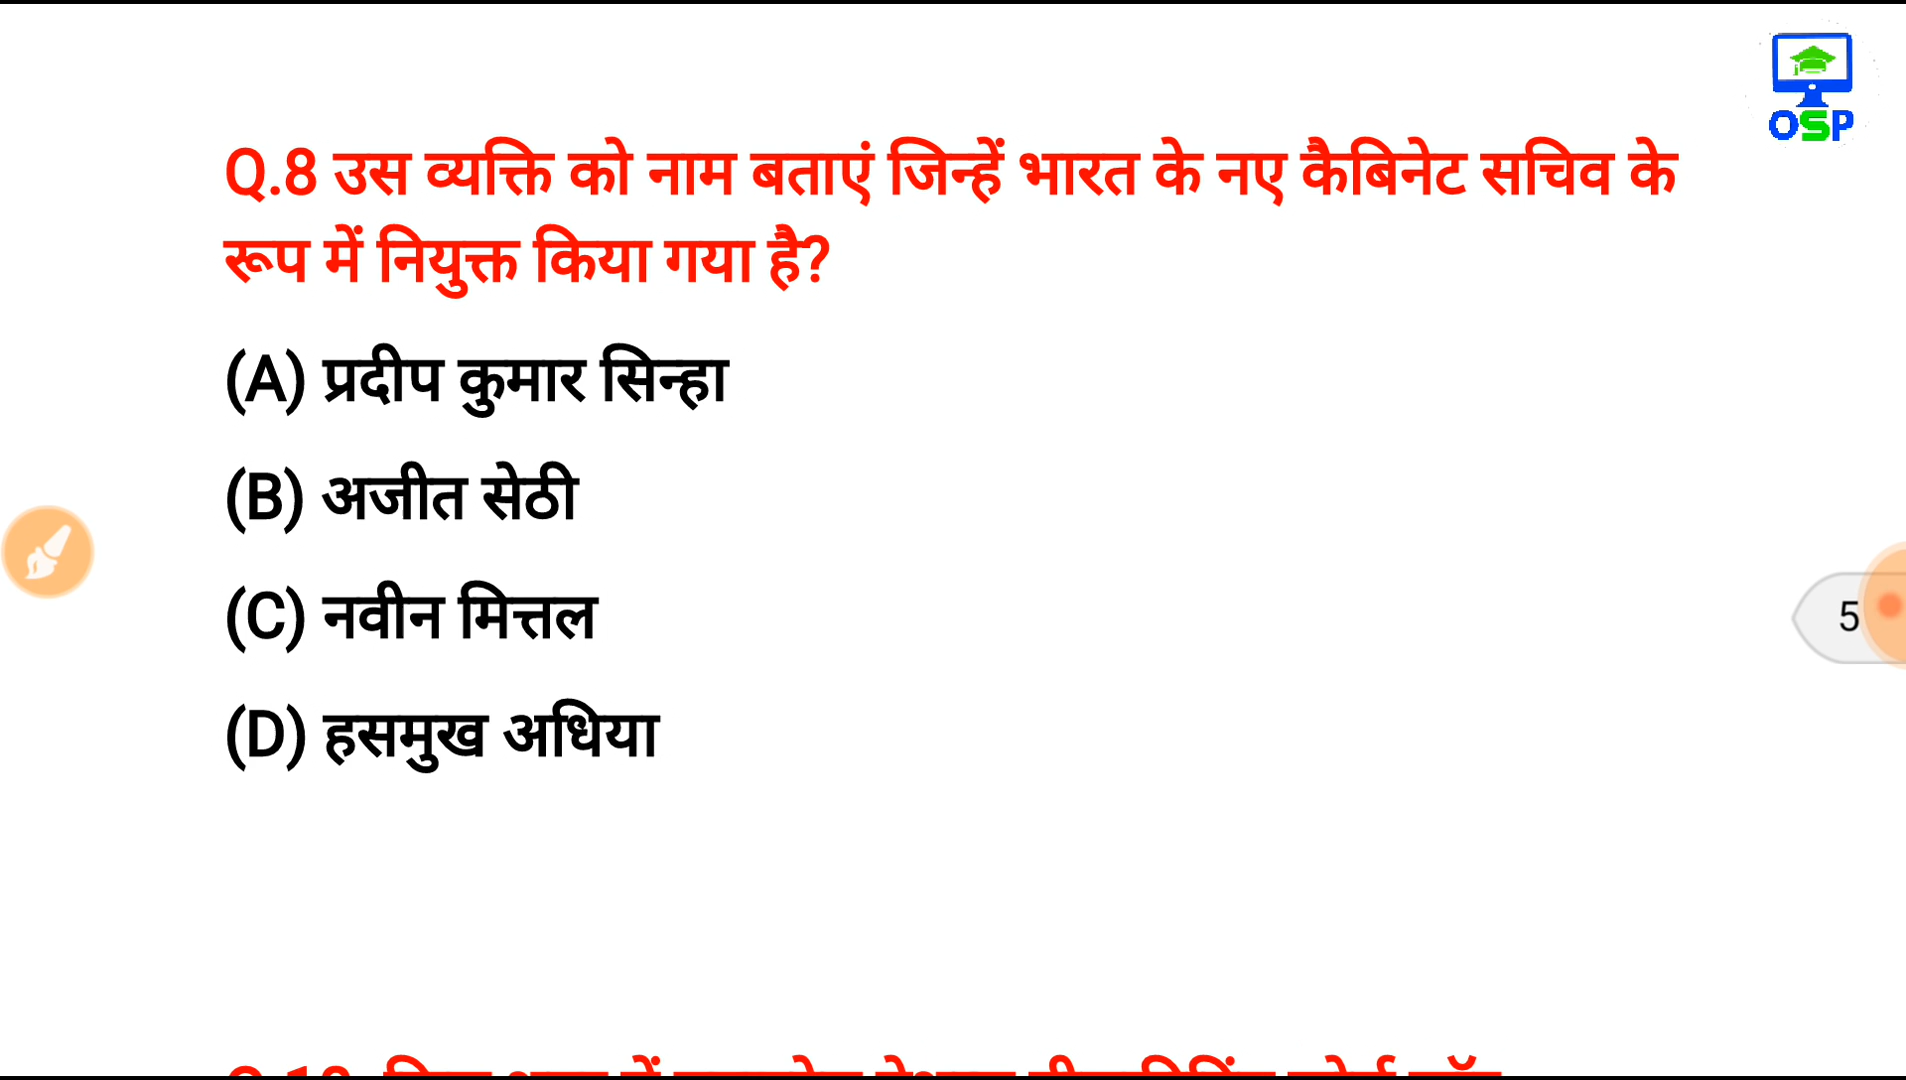 OSP
Q.8 उस व्यक्ति को नाम बताएं जिन्हें भारत के नए कैबिनेट सचिव के
रूप में नियुक्त किया गया है?
(A) प्रदीप कुमार सिन्हा
(B) अजीत सेठी
(C) नवीन मित्तल
5
(D) हसमुख अधिया